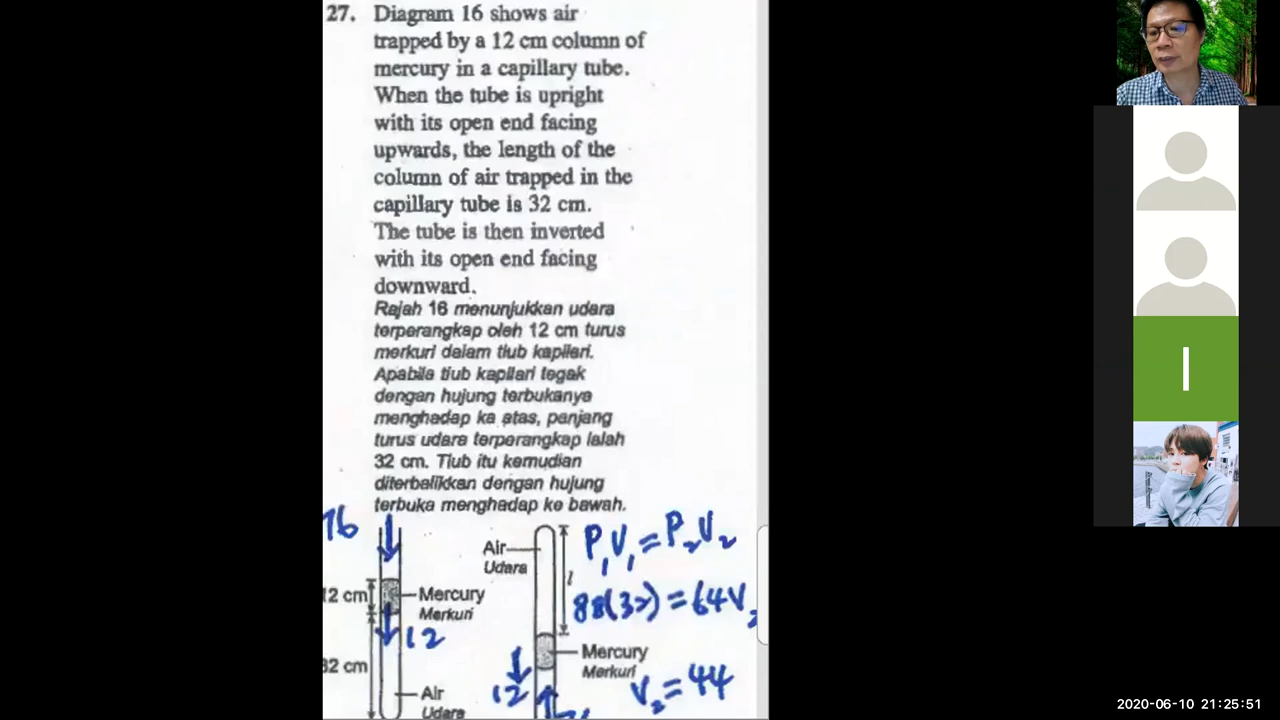 27. Diagram 16 shows air
trapped by a 12 cm column of
mercury in a capillary tube.
When the tube is upright
with its open end facing
upwards, the length of the
column of air trapped in the
capillary tube is 32 cm.
The tube is then inverted
with its open end facing
downward.
Rajah 16 menunjukkan udara
terperangkap oleh 12 cm turus
merkuri dalam tiub kapilari.
Apabila tiub kapilari tegak
dengan hujung terbukanya
menghadap ka atas, panjang
turus udara terperangkap ialah
32 cm. Tiub itu kemudian
diterbalikkan dengan hujung
terbuka menghadap ke bawah.
76
Air
Udara
P₁V₁ = P₂V₂
l
12 cm
Mercury
Merkuri
88(32) = 64V₂
12
32 cm
Air
Udara
Mercury
Merkuri
12
V₂ = 44
I
2020-06-10 21:25:51